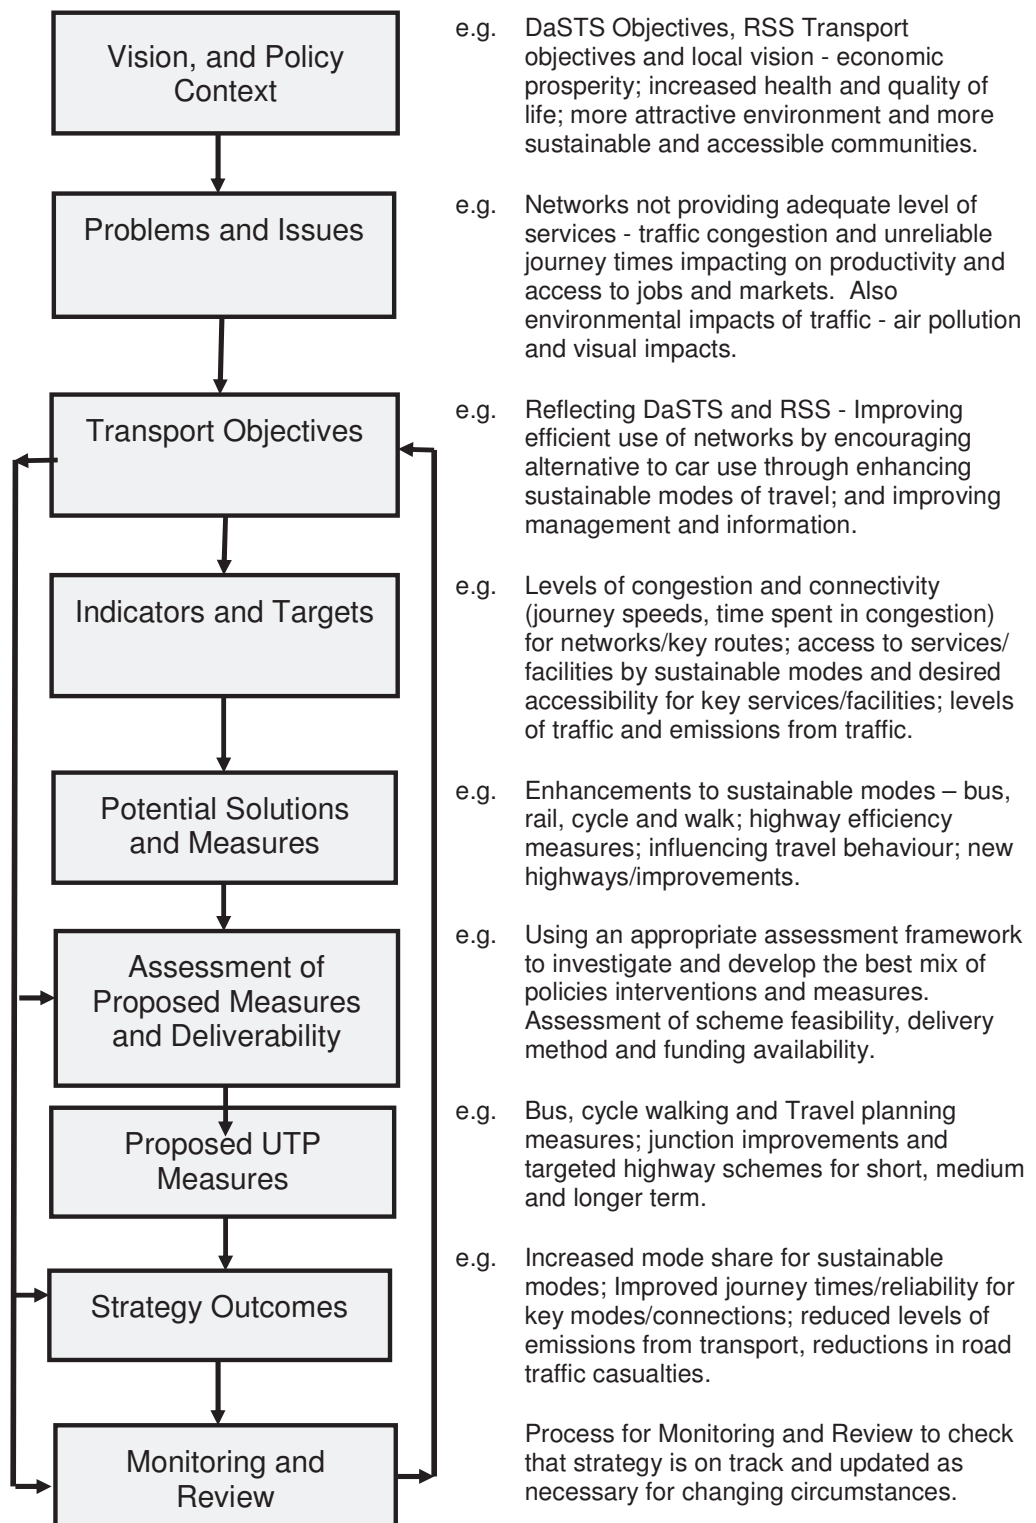 Vision, and Policy
Context
e.g. DaSTS Objectives, RSS Transport
objectives and local vision - economic
prosperity; increased health and quality of
life; more attractive environment and more
sustainable and accessible communities.
Problems and Issues
e.g. Networks not providing adequate level of
services - traffic congestion and unreliable
journey times impacting on productivity and
access to jobs and markets.  Also
environmental impacts of traffic - air pollution
and visual impacts.
Transport Objectives
e.g. Reflecting DaSTS and RSS - Improving
efficient use of networks by encouraging
alternative to car use through enhancing
sustainable modes of travel; and improving
management and information.
Indicators and Targets
e.g. Levels of congestion and connectivity
(journey speeds, time spent in congestion)
for networks/key routes; access to services/
facilities by sustainable modes and desired
accessibility for key services/facilities; levels
of traffic and emissions from traffic.
Potential Solutions
and Measures
e.g. Enhancements to sustainable modes – bus,
rail, cycle and walk; highway efficiency
measures; influencing travel behaviour; new
highways/improvements.
Assessment of
Proposed Measures
and Deliverability
e.g. Using an appropriate assessment framework
to investigate and develop the best mix of
policies interventions and measures.
Assessment of scheme feasibility, delivery
method and funding availability.
Proposed UTP
Measures
e.g. Bus, cycle walking and Travel planning
measures; junction improvements and
targeted highway schemes for short, medium
and longer term.
Strategy Outcomes
e.g. Increased mode share for sustainable
modes; Improved journey times/reliability for
key modes/connections; reduced levels of
emissions from transport, reductions in road
traffic casualties.
Monitoring and
Review
Process for Monitoring and Review to check
that strategy is on track and updated as
necessary for changing circumstances.